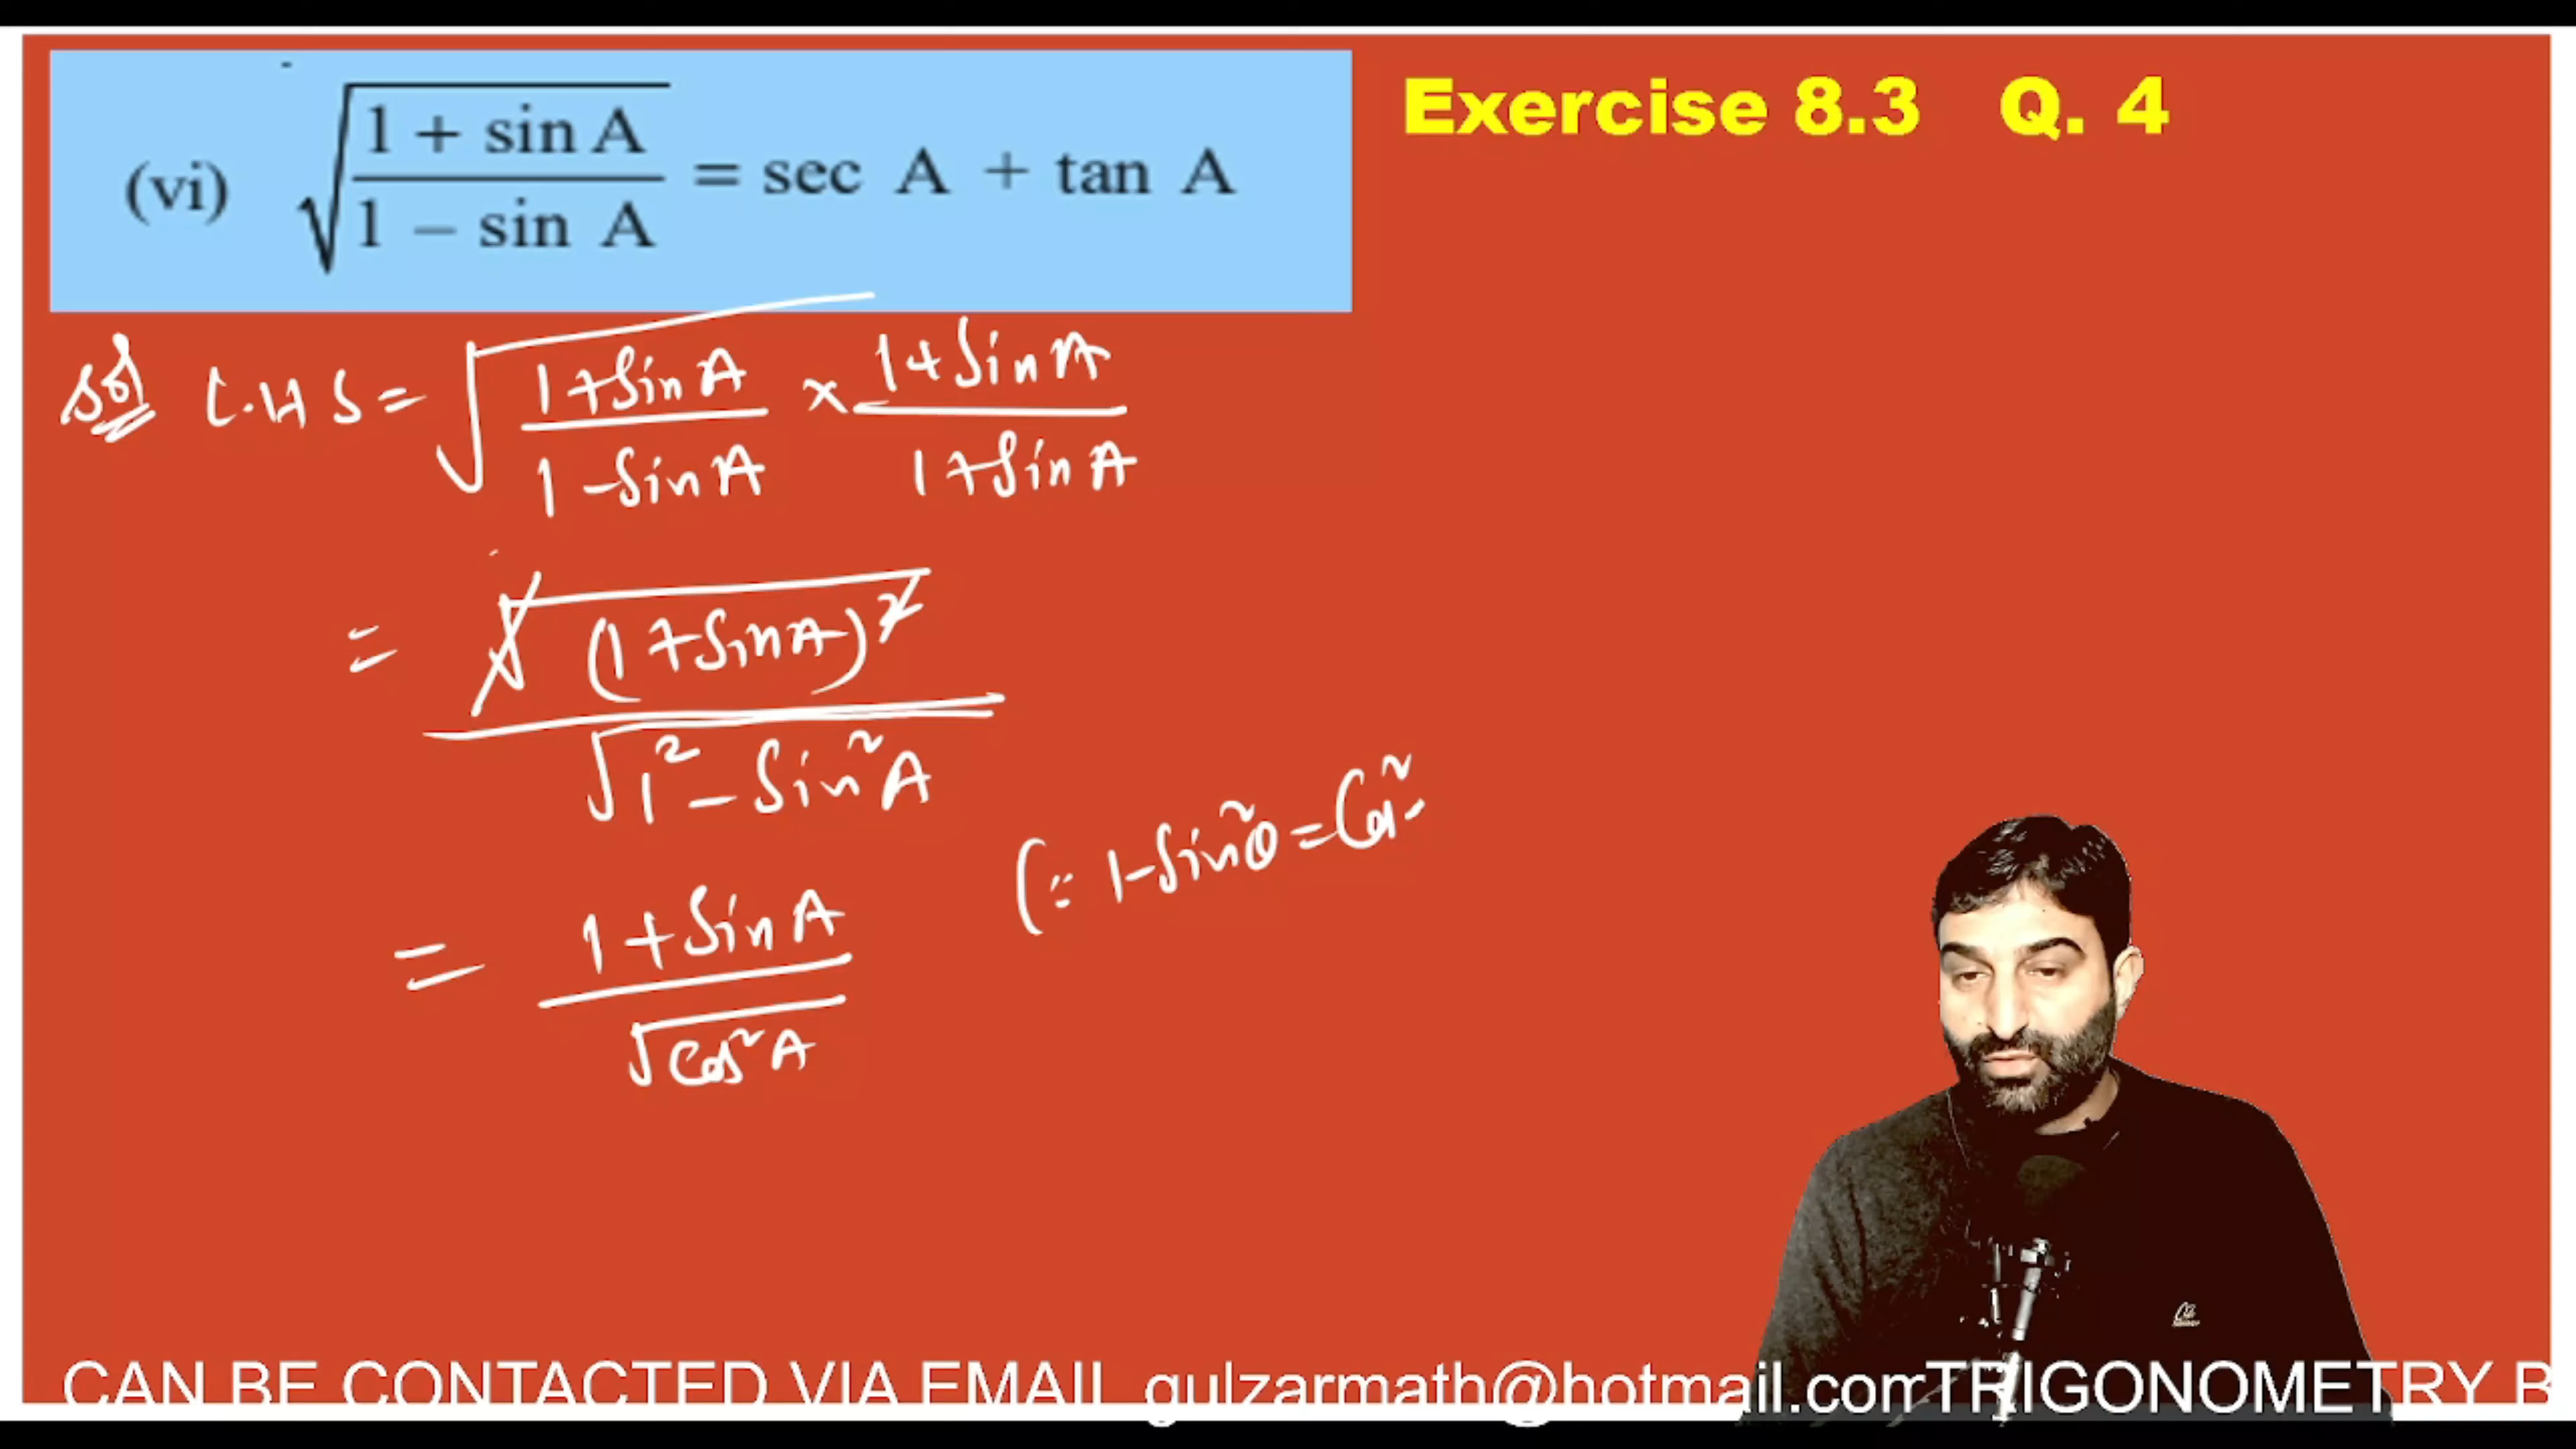 Exercise 8.3 Q. 4
(vi) √((1 + sin A)/(1 – sin A)) = sec A + tan A
Sol L.H S = √((1+SinA)/(1-SinA) × (1+SinA)/(1+SinA))
= √(1+SinA)² / √(1² - Sin²A)
= (1+SinA) / √(Cos²A)
(∵ 1-Sin²θ = Cos²
CAN BE CONTACTED VIA EMAIL gulzarmath@hotmail.com TRIGONOMETRY B